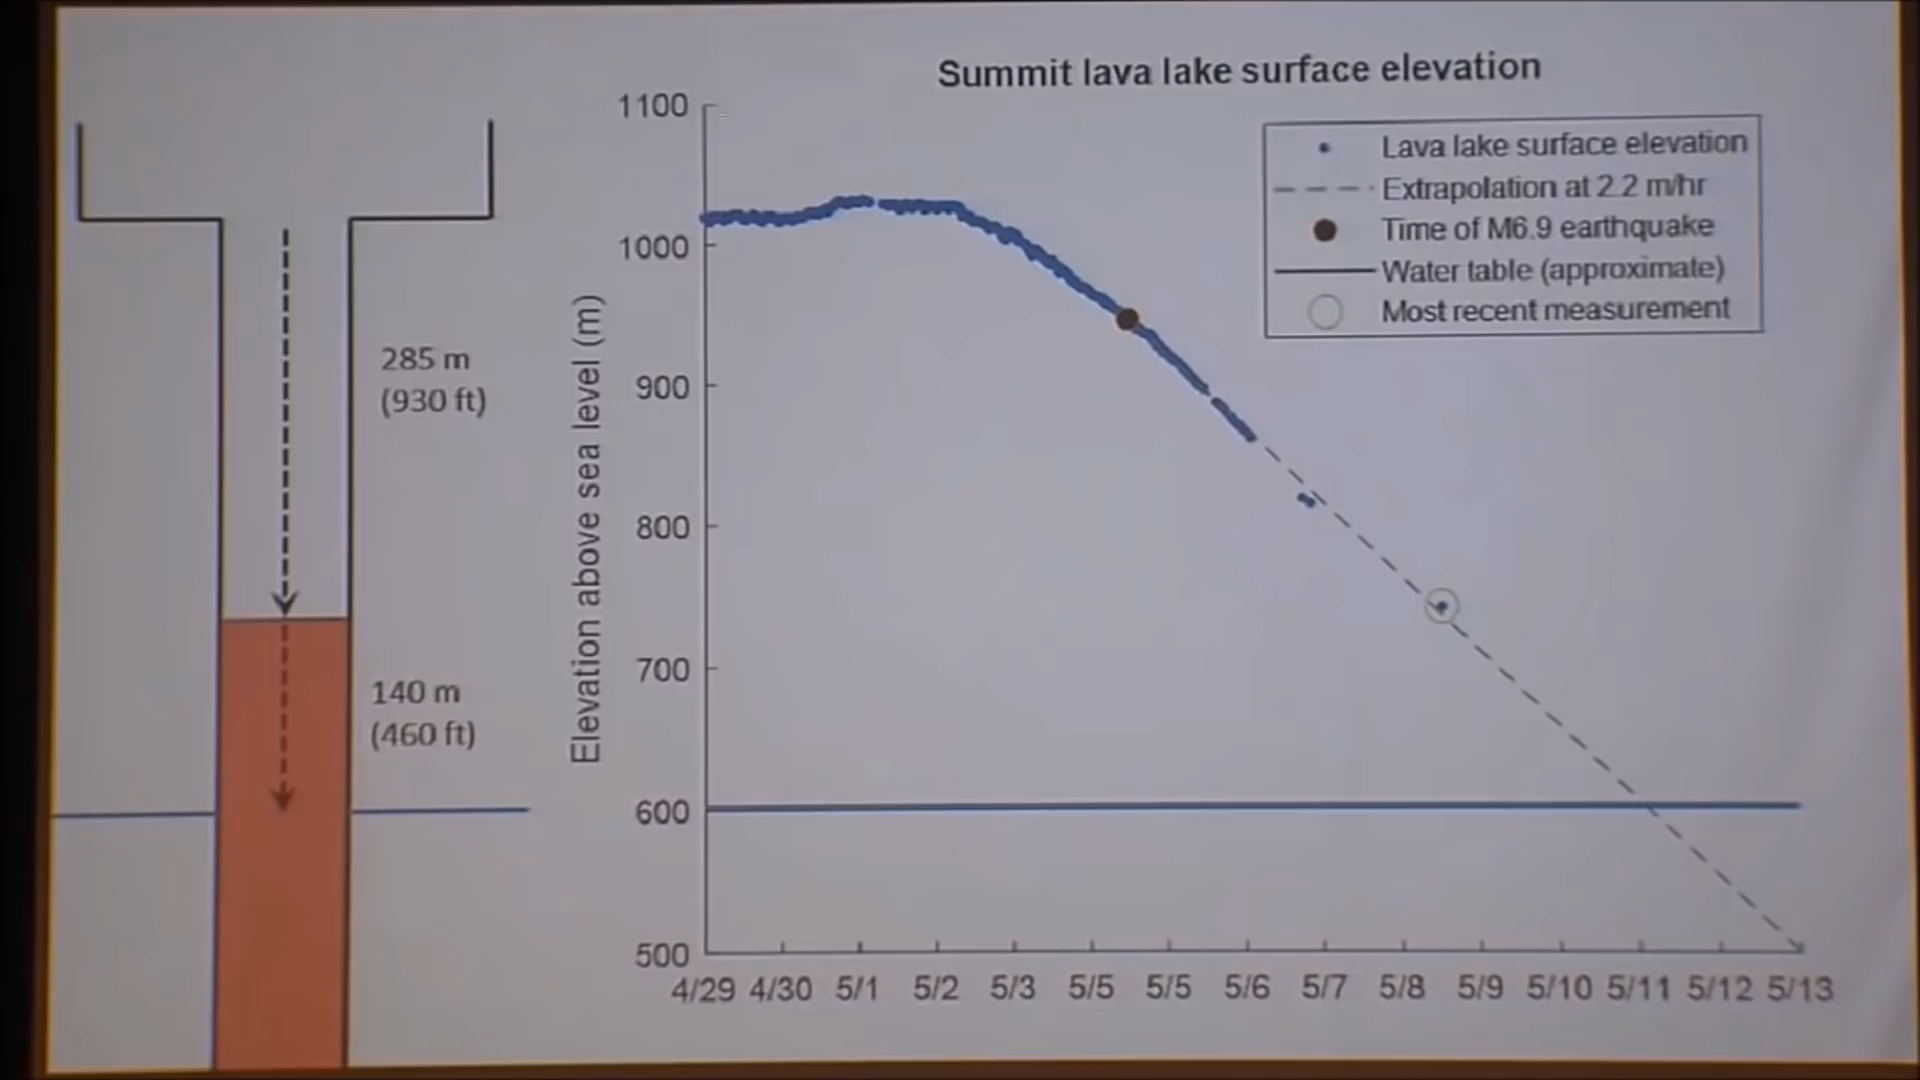 Summit lava lake surface elevation
285 m
(930 ft)
140 m
(460 ft)
Elevation above sea level (m)
1100
1000
900
800
700
600
500
4/29 4/30 5/1 5/2 5/3 5/5 5/5 5/6 5/7 5/8 5/9 5/10 5/11 5/12 5/13
Lava lake surface elevation
Extrapolation at 2.2 m/hr
Time of M6.9 earthquake
Water table (approximate)
Most recent measurement